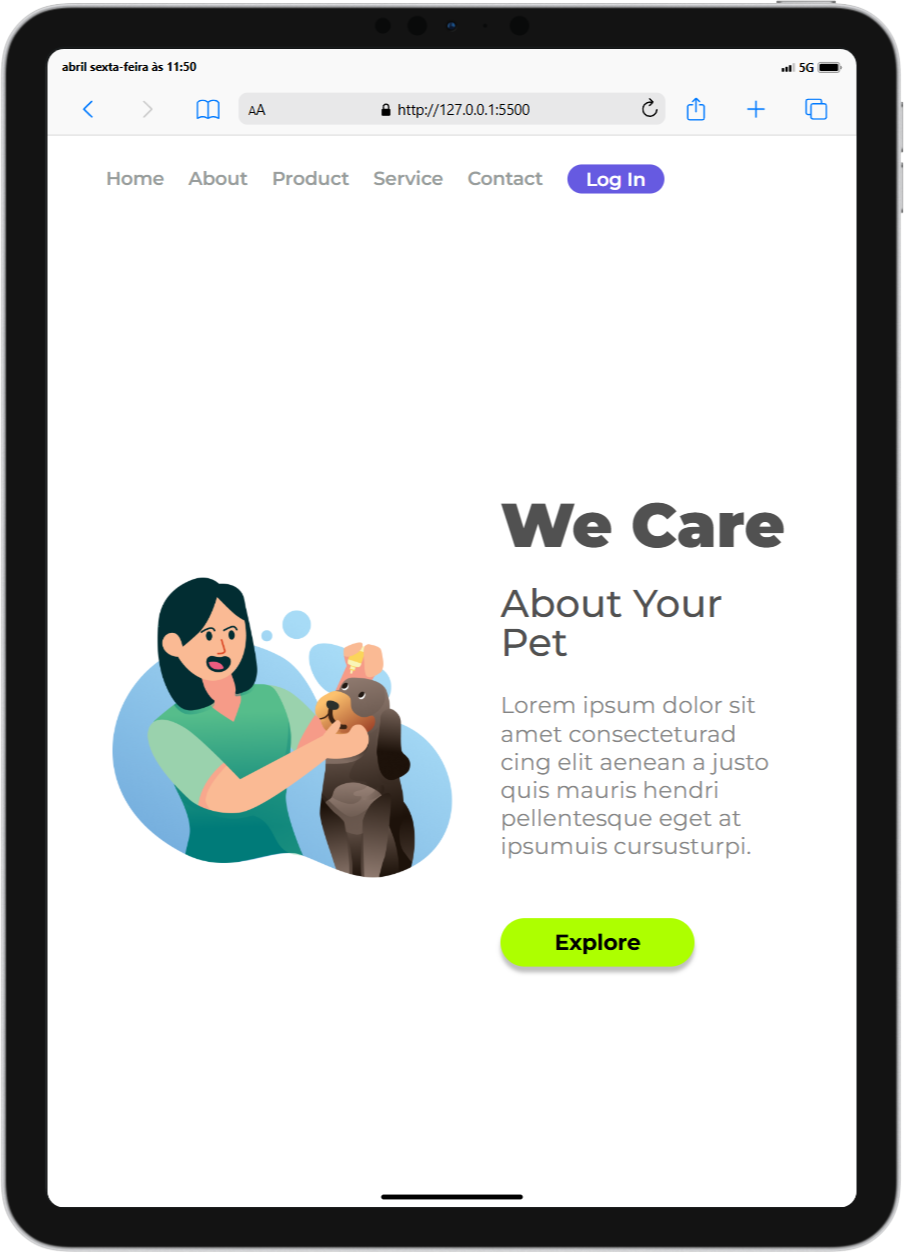 abril sexta-feira às 11:50
5G
AA
http://127.0.0.1:5500
Home About Product Service Contact Log In
We Care
About Your
Pet
Lorem ipsum dolor sit
amet consecteturad
cing elit aenean a justo
quis mauris hendri
pellentesque eget at
ipsumuis cursusturpi.
Explore